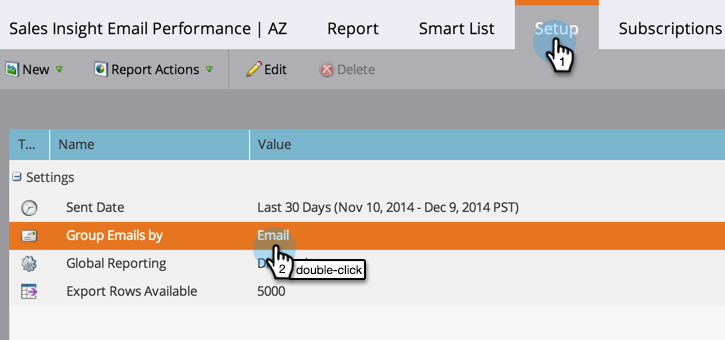 Sales Insight Email Performance | AZ Report Smart List Setup Subscriptions
1
New Report Actions Edit Delete
T... Name Value
Settings
Sent Date Last 30 Days (Nov 10, 2014 - Dec 9, 2014 PST)
Group Emails by Email
2 double-click
Global Reporting
Export Rows Available 5000